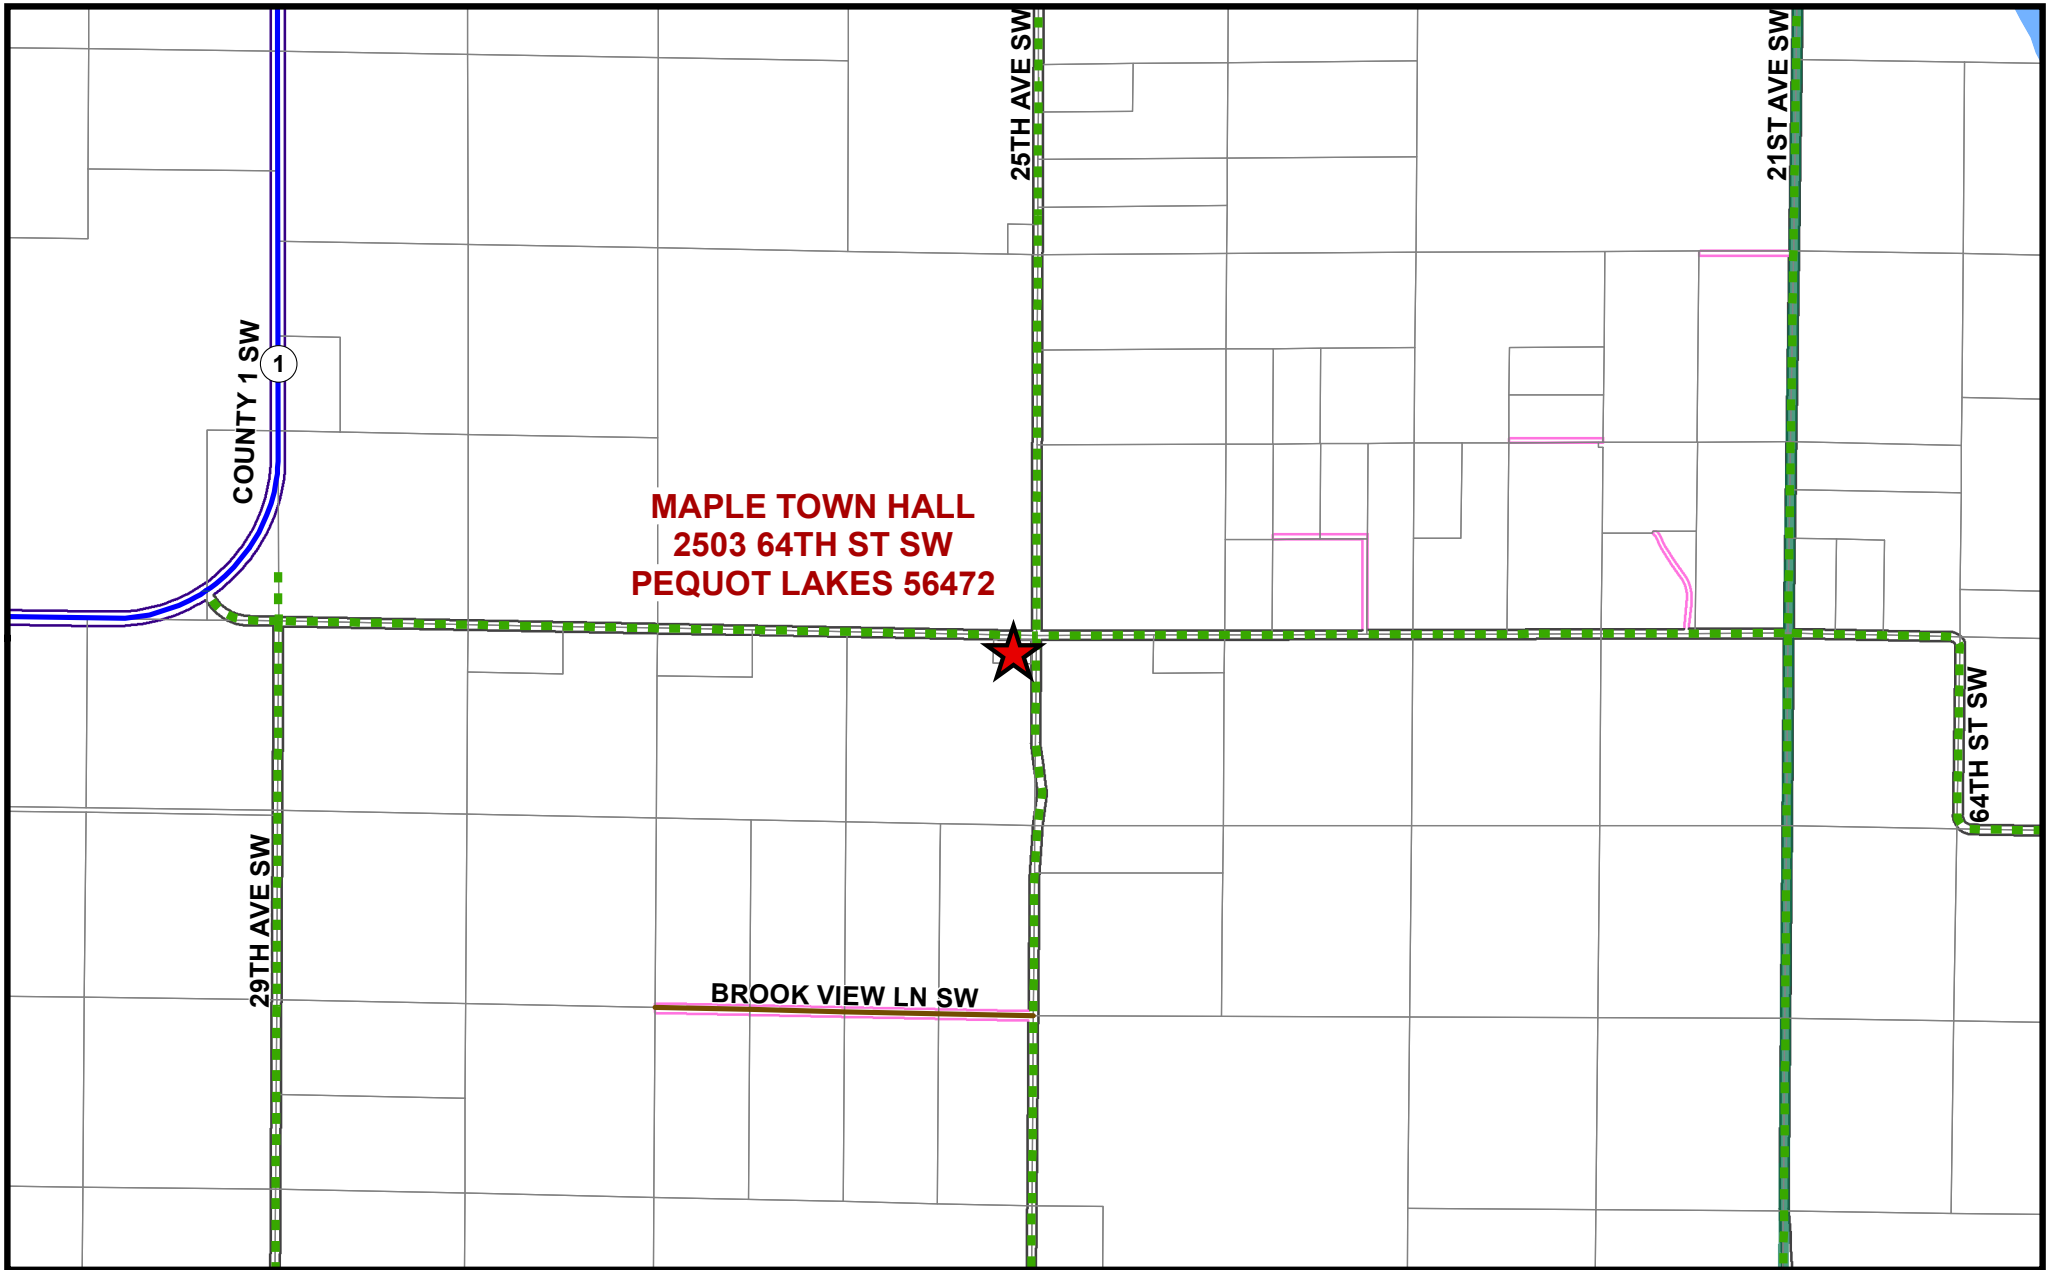 25TH AVE SW
21ST AVE SW
COUNTY 1 SW
1
MAPLE TOWN HALL
2503 64TH ST SW
PEQUOT LAKES 56472
64TH ST SW
29TH AVE SW
BROOK VIEW LN SW